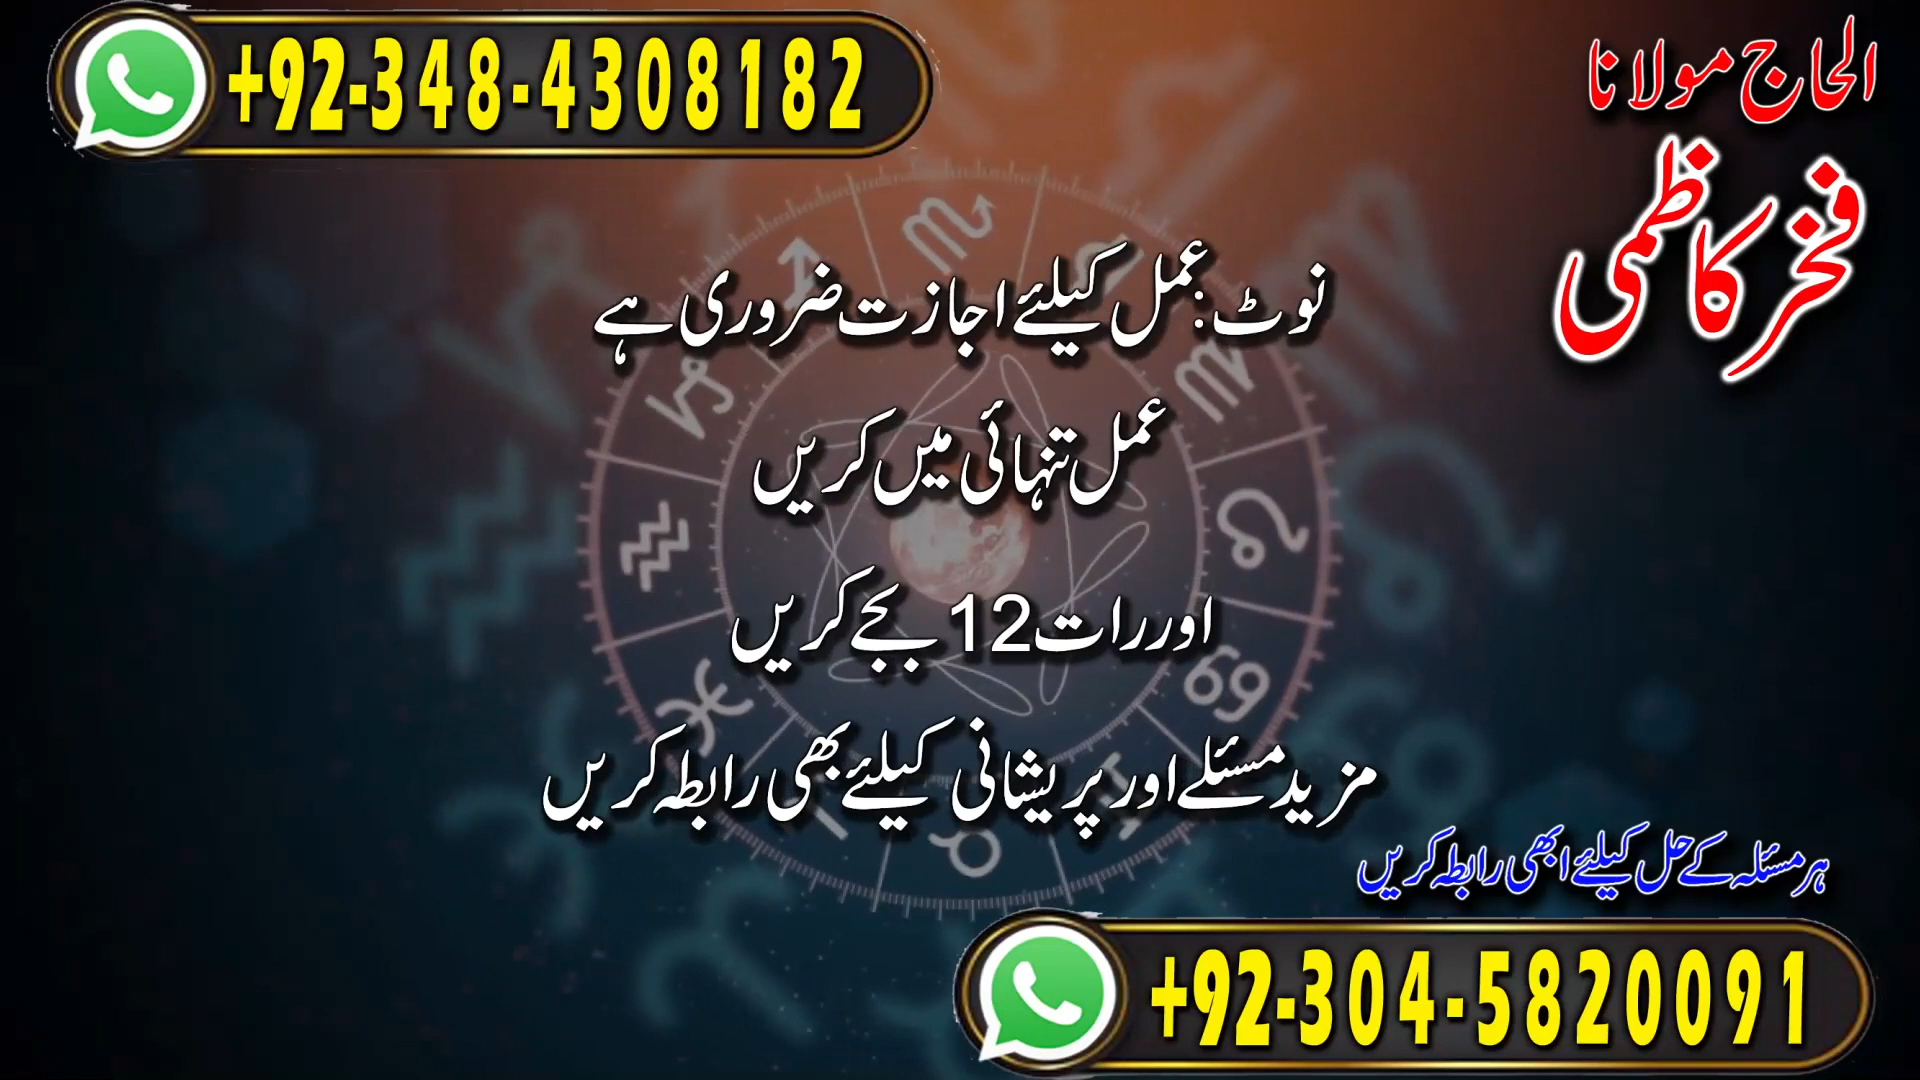 +92-348-4308182
الحاج مولانا
فخر کاظمی
نوٹ: عمل کیلئے اجازت ضروری ہے
عمل تنہائی میں کریں
اور رات 12 بجے کریں
مزید مسئلے اور پریشانی کیلئے بھی رابطہ کریں
ہر مسئلہ کے حل کیلئے ابھی رابطہ کریں
+92-304-5820091